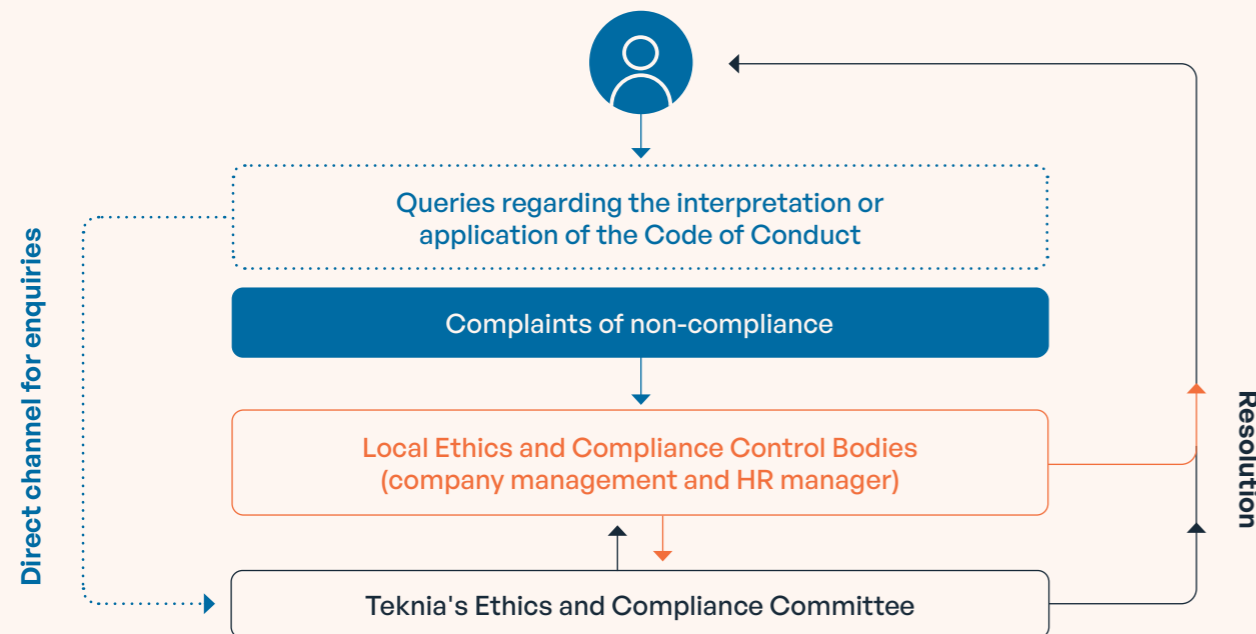 Queries regarding the interpretation or
application of the Code of Conduct
Direct channel for enquiries
Complaints of non-compliance
Local Ethics and Compliance Control Bodies
(company management and HR manager)
Resolution
Teknia's Ethics and Compliance Committee